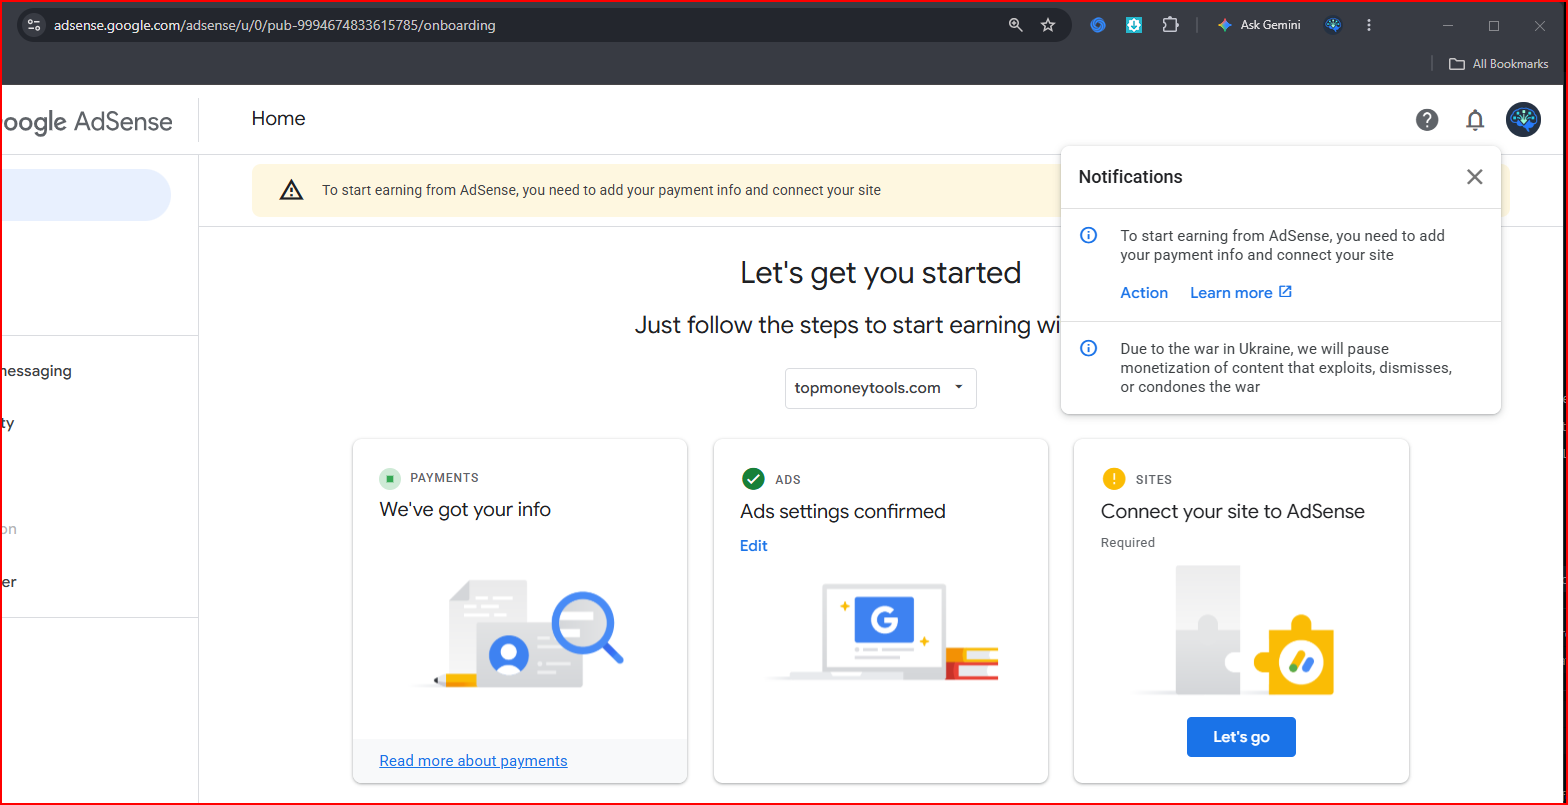 adsense.google.com/adsense/u/0/pub-9994674833615785/onboarding
Ask Gemini
All Bookmarks
oogle AdSense
Home
To start earning from AdSense, you need to add your payment info and connect your site
Notifications
To start earning from AdSense, you need to add
your payment info and connect your site
Action Learn more
Due to the war in Ukraine, we will pause
monetization of content that exploits, dismisses,
or condones the war
Let's get you started
Just follow the steps to start earning wi
topmoneytools.com
nessaging
ty
on
er
PAYMENTS
We've got your info
Read more about payments
ADS
Ads settings confirmed
Edit
G
SITES
Connect your site to AdSense
Required
Let's go